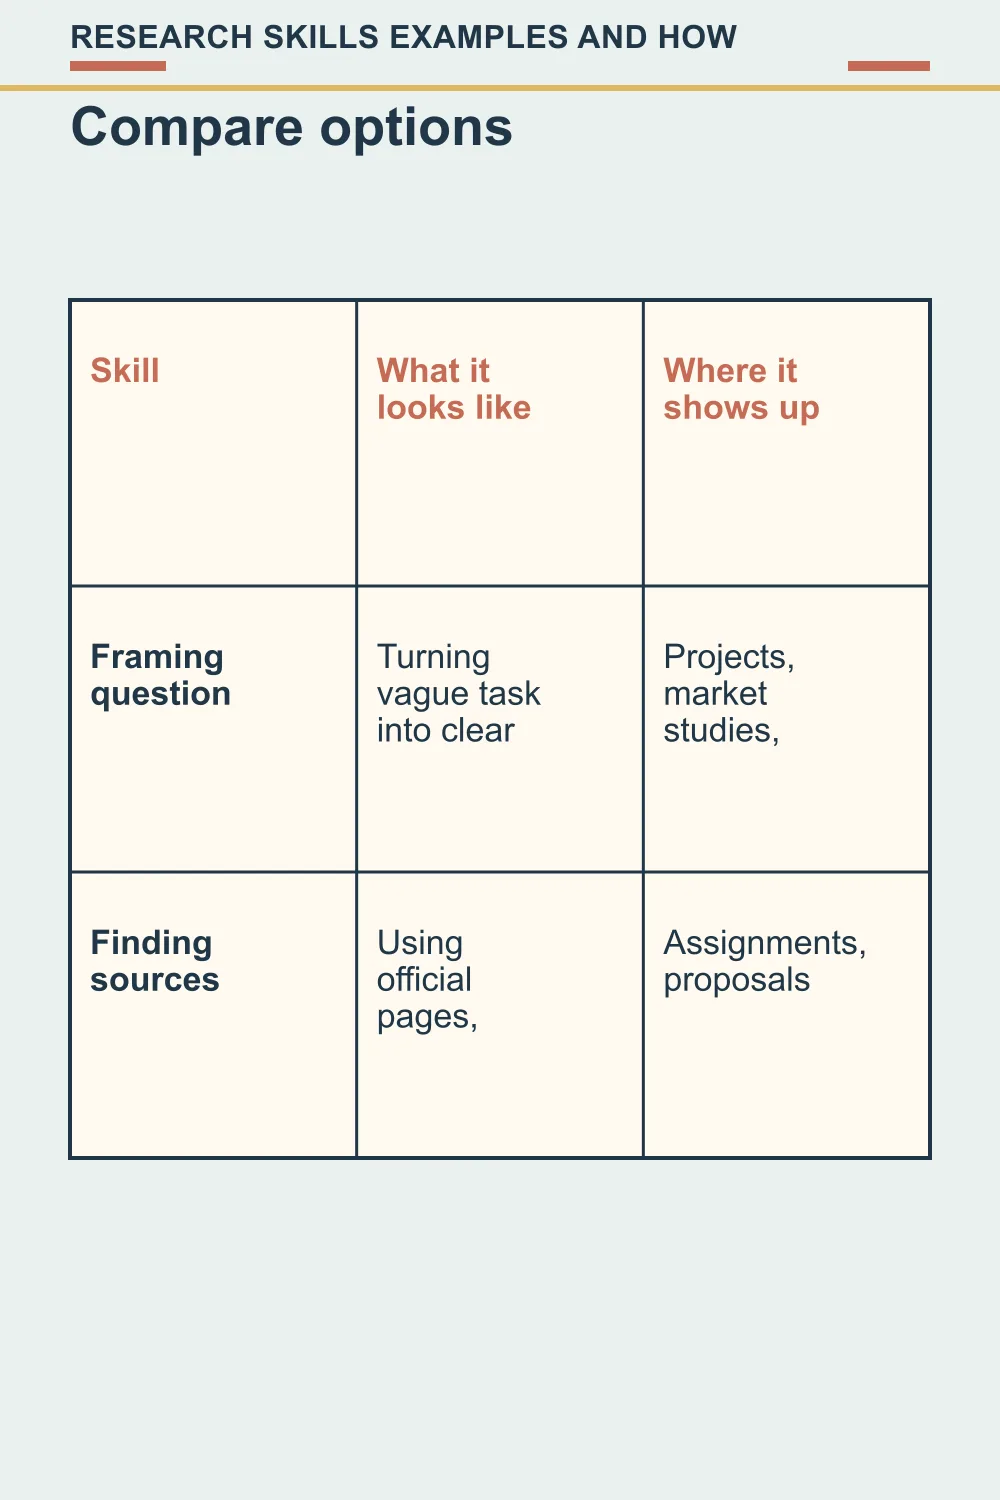 RESEARCH SKILLS EXAMPLES AND HOW
Compare options
Skill
What it
looks like
Where it
shows up
Framing
question
Turning
vague task
into clear
Projects,
market
studies,
Finding
sources
Using
official
pages,
Assignments,
proposals